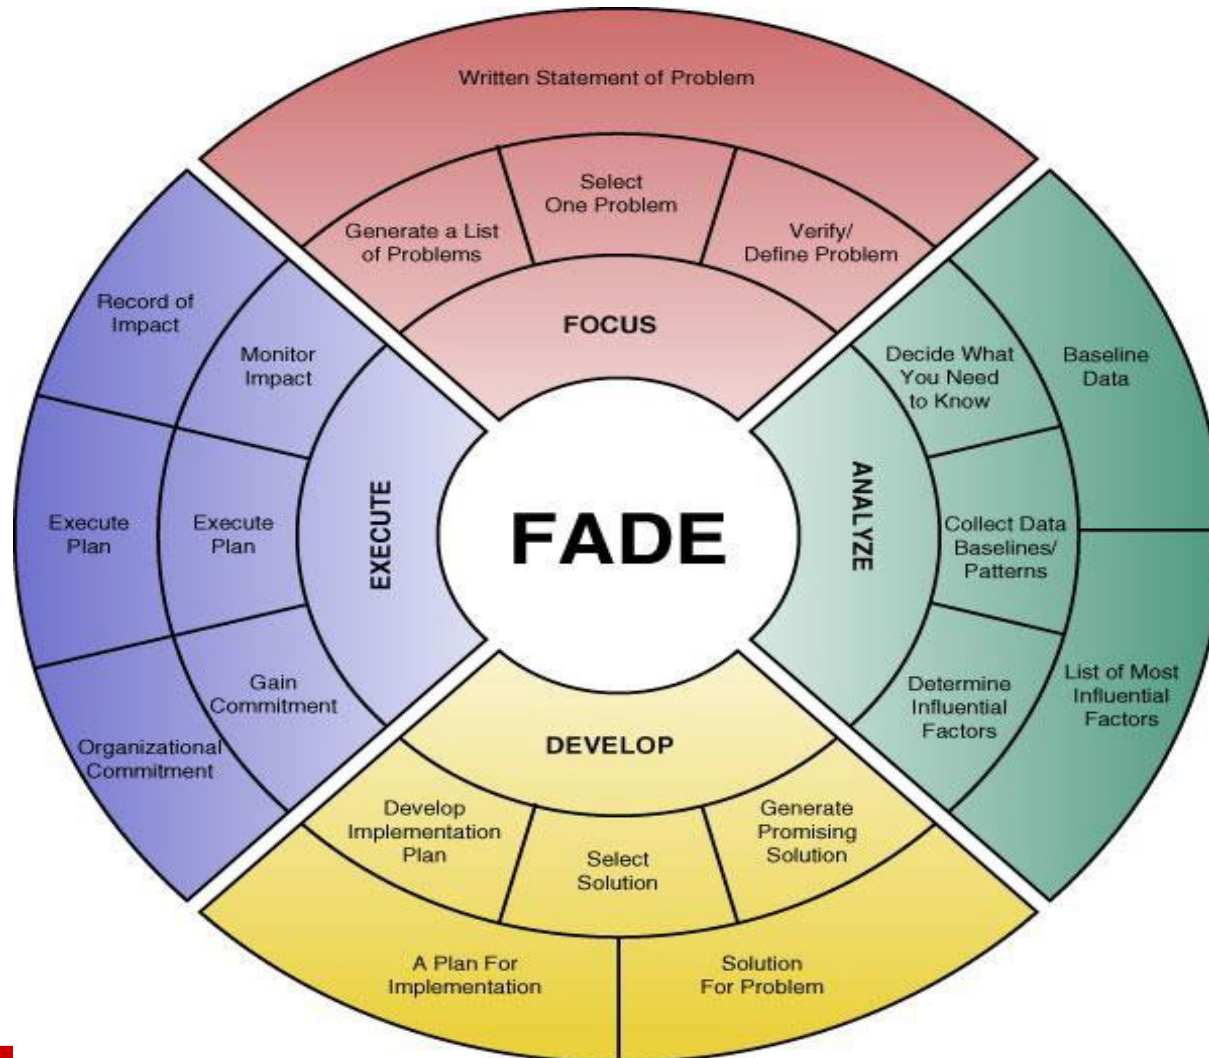 Written Statement of Problem
Generate a List
of Problems
Select
One Problem
Verify/
Define Problem
FOCUS
Decide What
You Need
to Know
Baseline
Data
Collect Data
Baselines/
Patterns
Determine
Influential
Factors
List of Most
Influential
Factors
ANALYZE
FADE
DEVELOP
Generate
Promising
Solution
Select
Solution
Develop
Implementation
Plan
Solution
For Problem
A Plan For
Implementation
EXECUTE
Gain
Commitment
Organizational
Commitment
Execute
Plan
Execute
Plan
Monitor
Impact
Record of
Impact